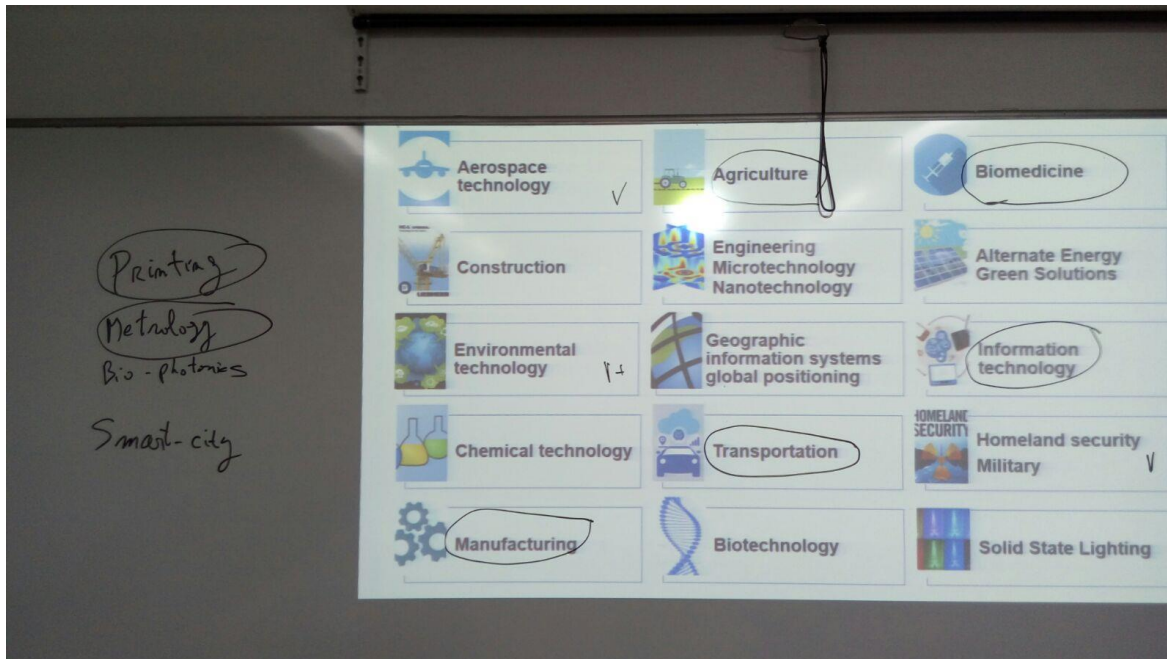 Aerospace
technology
Agriculture
Biomedicine
Construction
Engineering
Microtechnology
Nanotechnology
Alternate Energy
Green Solutions
Environmental
technology
Geographic
information systems
global positioning
Information
technology
Chemical technology
Transportation
HOMELAND
SECURITY
Homeland security
Military
Manufacturing
Biotechnology
Solid State Lighting
Printing
Metrology
Bio-photonics
Smart-city